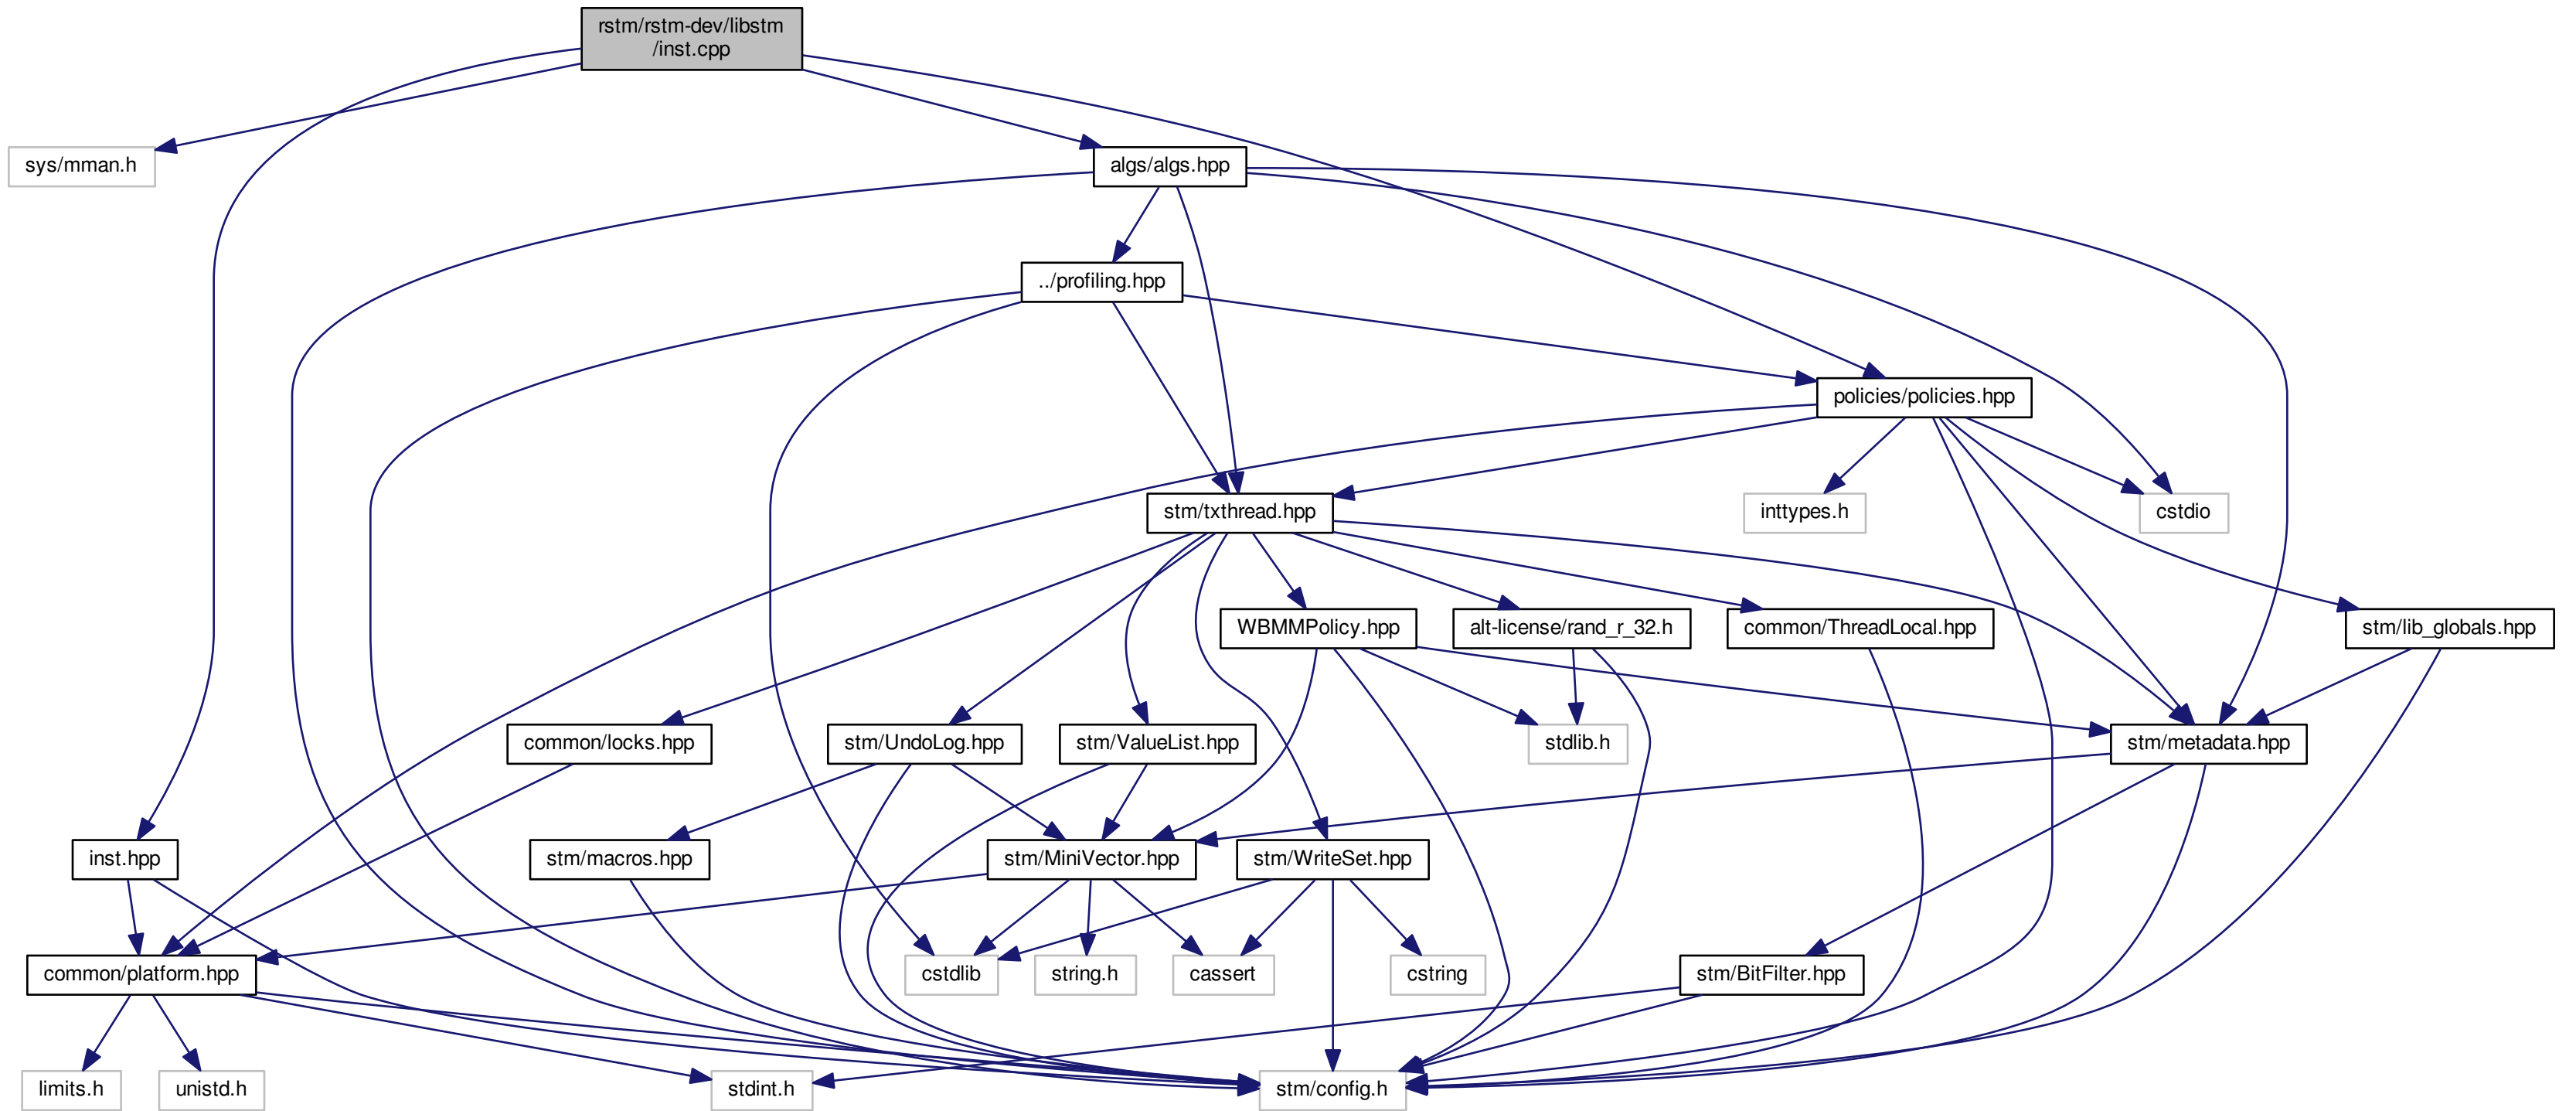 rstm/rstm-dev/libstm
/inst.cpp
sys/mman.h
algs/algs.hpp
../profiling.hpp
policies/policies.hpp
stm/txthread.hpp
inttypes.h
cstdio
WBMMPolicy.hpp
alt-license/rand_r_32.h
common/ThreadLocal.hpp
stm/lib_globals.hpp
common/locks.hpp
stm/UndoLog.hpp
stm/ValueList.hpp
stdlib.h
stm/metadata.hpp
inst.hpp
stm/macros.hpp
stm/MiniVector.hpp
stm/WriteSet.hpp
common/platform.hpp
cstdlib
string.h
cassert
cstring
stm/BitFilter.hpp
limits.h
unistd.h
stdint.h
stm/config.h